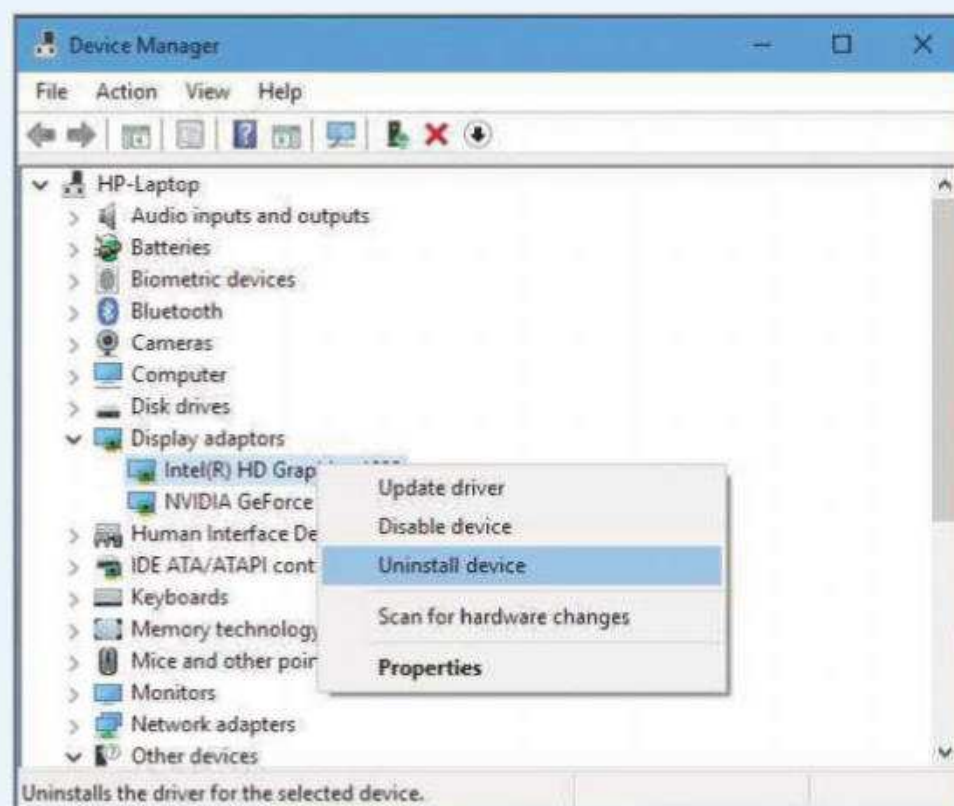 Device Manager
File Action View Help
HP-Laptop
Audio inputs and outputs
Batteries
Biometric devices
Bluetooth
Cameras
Computer
Disk drives
Display adaptors
Intel(R) HD Grap
NVIDIA GeForce
Human Interface De
IDE ATA/ATAPI cont
Keyboards
Memory technology
Mice and other poin
Monitors
Network adapters
Other devices
Update driver
Disable device
Uninstall device
Scan for hardware changes
Properties
Uninstalls the driver for the selected device.